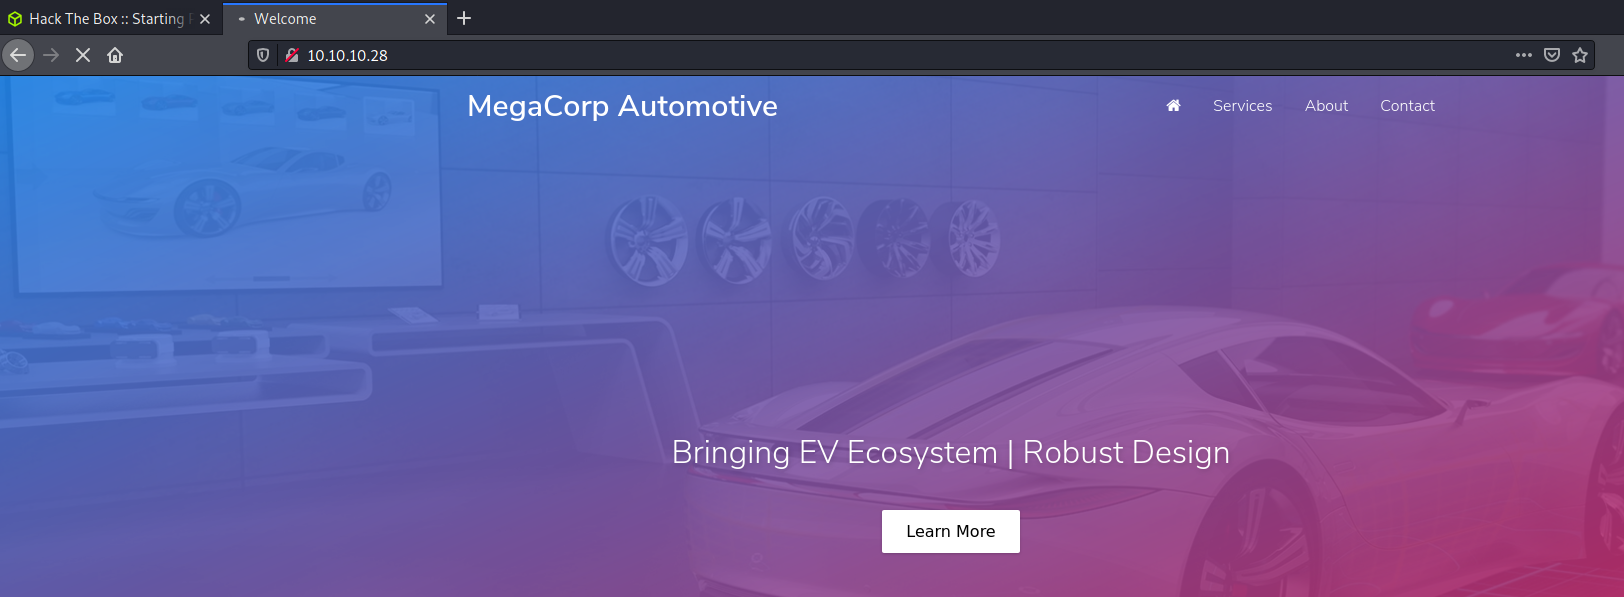 Hack The Box :: Starting
Welcome
10.10.10.28
MegaCorp Automotive
Services About Contact
Bringing EV Ecosystem | Robust Design
Learn More